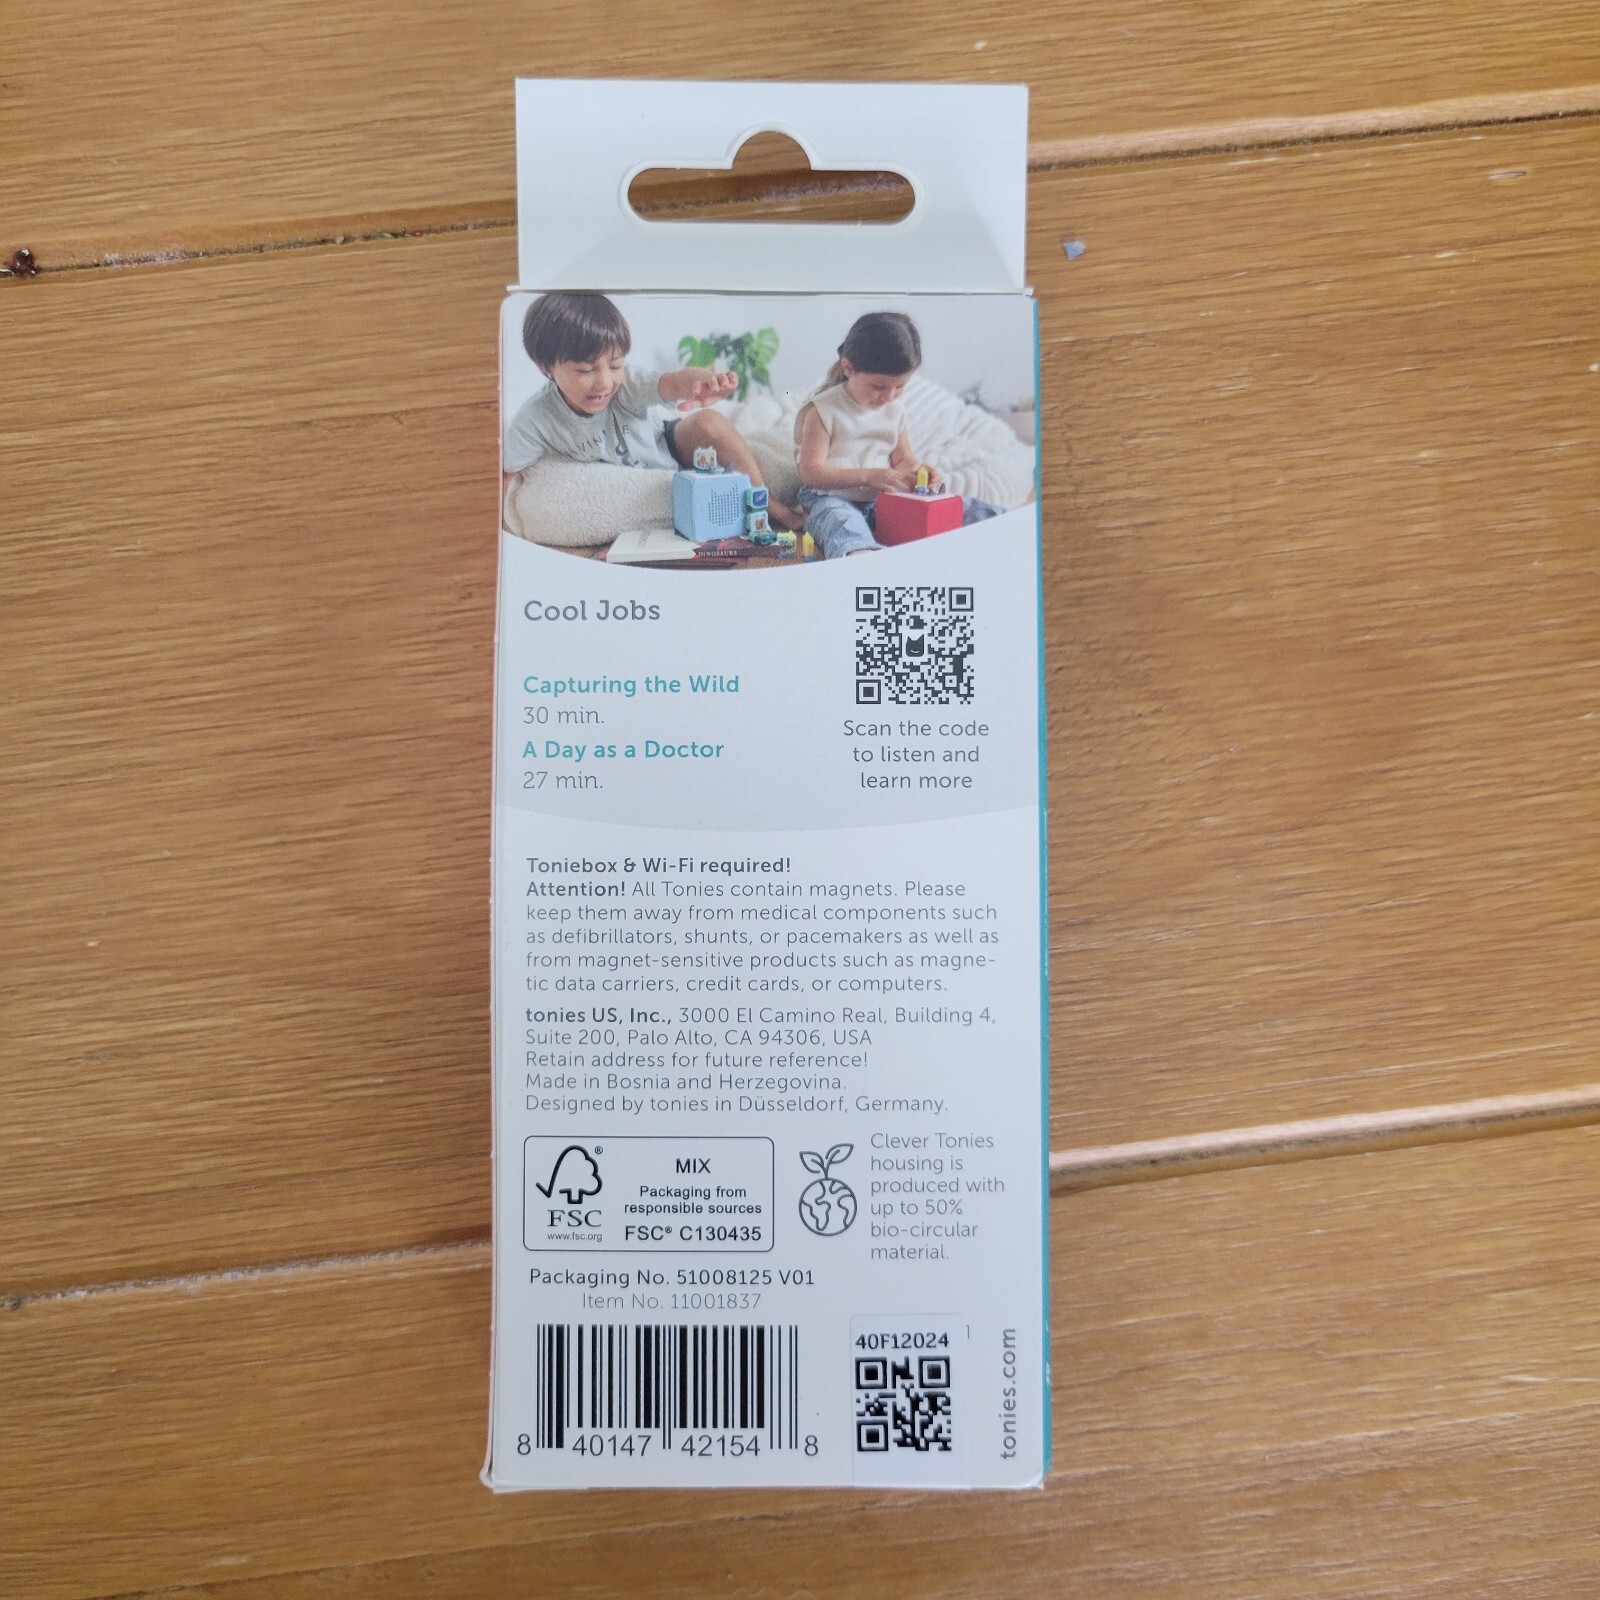 DINOSAURS
Cool Jobs
Capturing the Wild
30 min.
A Day as a Doctor
27 min.
Scan the code
to listen and
learn more
Toniebox & Wi-Fi required!
Attention! All Tonies contain magnets. Please
keep them away from medical components such
as defibrillators, shunts, or pacemakers as well as
from magnet-sensitive products such as magne-
tic data carriers, credit cards, or computers.
tonies US, Inc., 3000 El Camino Real, Building 4,
Suite 200, Palo Alto, CA 94306, USA
Retain address for future reference!
Made in Bosnia and Herzegovina.
Designed by tonies in Düsseldorf, Germany.
®
FSC
www.fsc.org
MIX
Packaging from
responsible sources
FSC® C130435
Clever Tonies
housing is
produced with
up to 50%
bio-circular
material.
Packaging No. 51008125 V01
Item No. 11001837
8 40147 42154 8
40F12024
tonies.com